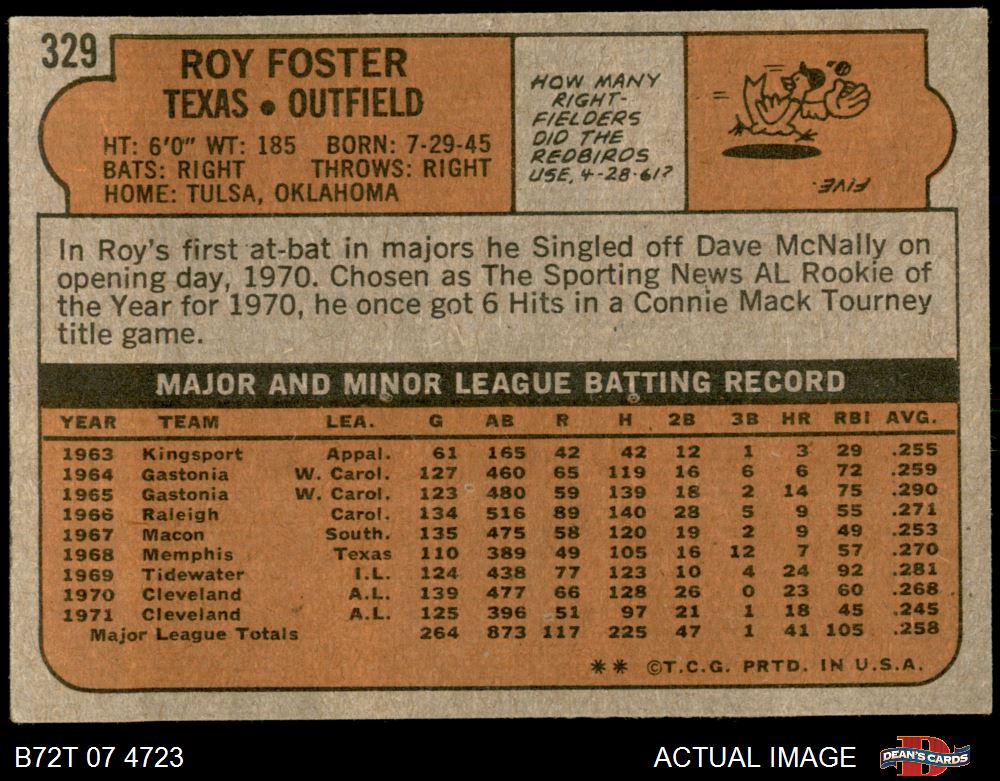 329
ROY FOSTER
TEXAS • OUTFIELD
HT: 6'0" WT: 185 BORN: 7-29-45
BATS: RIGHT THROWS: RIGHT
HOME: TULSA, OKLAHOMA
HOW MANY
RIGHT-
FIELDERS
DID THE
REDBIRDS
USE, 4-28-61?
FIVE.
In Roy's first at-bat in majors he Singled off Dave McNally on
opening day, 1970. Chosen as The Sporting News AL Rookie of
the Year for 1970, he once got 6 Hits in a Connie Mack Tourney
title game.
MAJOR AND MINOR LEAGUE BATTING RECORD
YEAR TEAM LEA. G AB R H 2B 3B HR RBI AVG.
1963 Kingsport Appal. 61 165 42 42 12 1 3 29 .255
1964 Gastonia W. Carol. 127 460 65 119 16 6 6 72 .259
1965 Gastonia W. Carol. 123 480 59 139 18 2 14 75 .290
1966 Raleigh Carol. 134 516 89 140 28 5 9 55 .271
1967 Macon South. 135 475 58 120 19 2 9 49 .253
1968 Memphis Texas 110 389 49 105 16 12 7 57 .270
1969 Tidewater I.L. 124 438 77 123 10 4 24 92 .281
1970 Cleveland A.L. 139 477 66 128 26 0 23 60 .268
1971 Cleveland A.L. 125 396 51 97 21 1 18 45 .245
Major League Totals 264 873 117 225 47 1 41 105 .258
** ©T.C.G. PRTD. IN U.S.A.
B72T 07 4723
ACTUAL IMAGE
DEAN'S CARDS